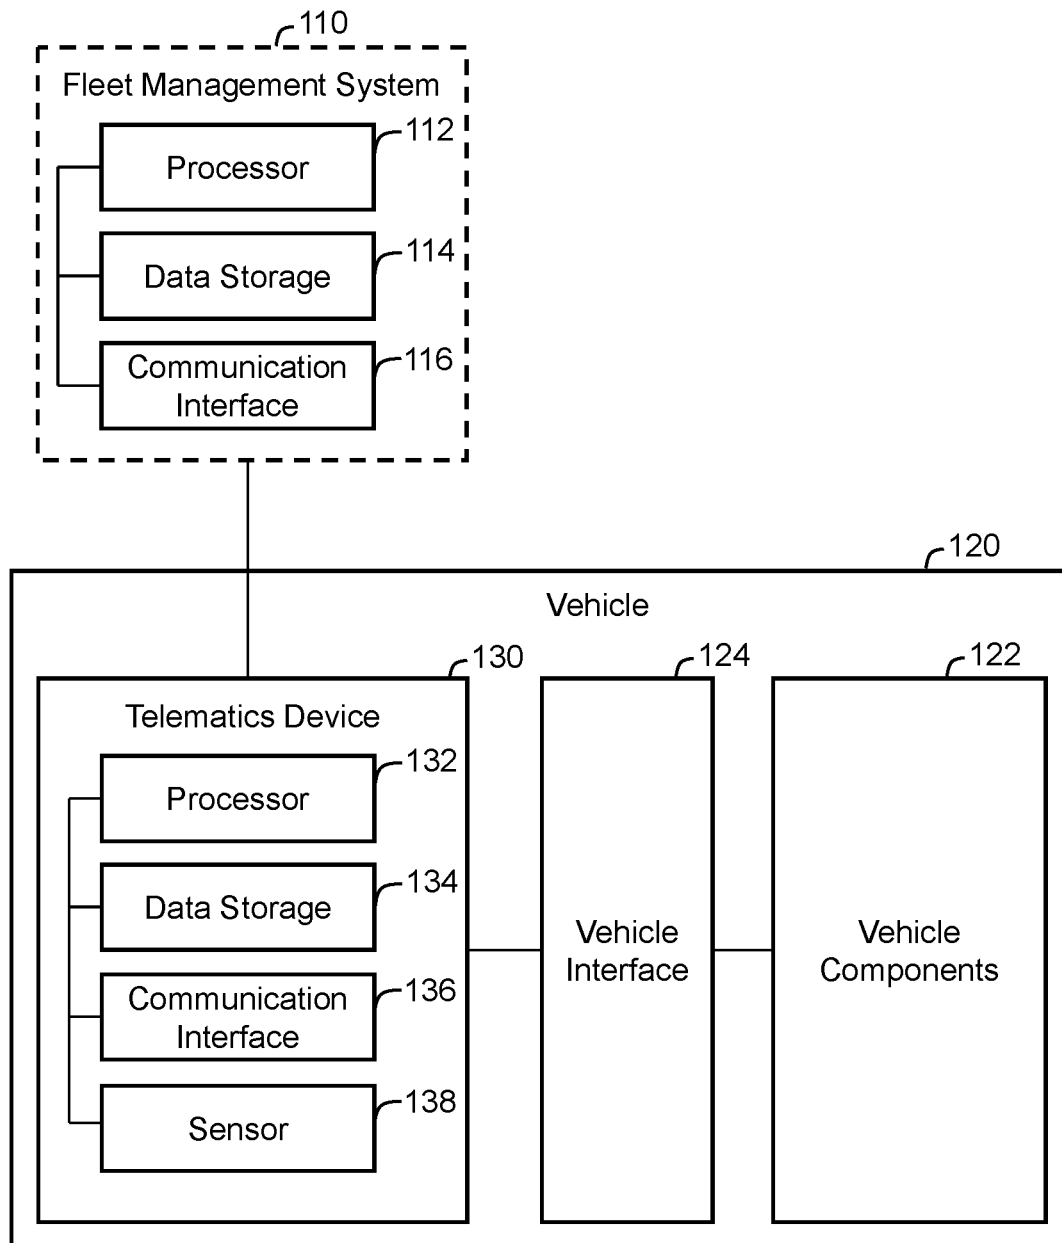 110
Fleet Management System
112
Processor
114
Data Storage
116
Communication
Interface
120
Vehicle
130
124
122
Telematics Device
132
Processor
134
Data Storage
136
Communication
Interface
138
Sensor
Vehicle
Interface
Vehicle
Components